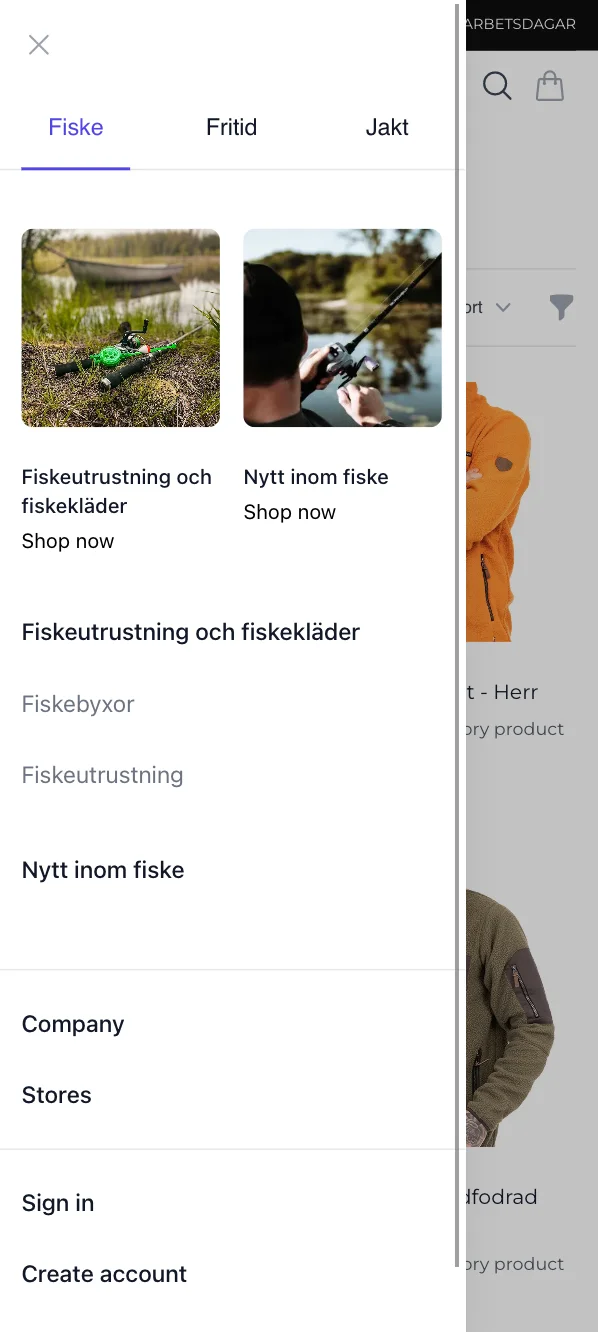 ARBETSDAGAR
Fiske
Fritid
Jakt
Fiskeutrustning och
fiskekläder
Shop now
Nytt inom fiske
Shop now
Fiskeutrustning och fiskekläder
Fiskebyxor
Fiskeutrustning
Nytt inom fiske
Company
Stores
Sign in
Create account
ort
t - Herr
ory product
dfodrad
ory product